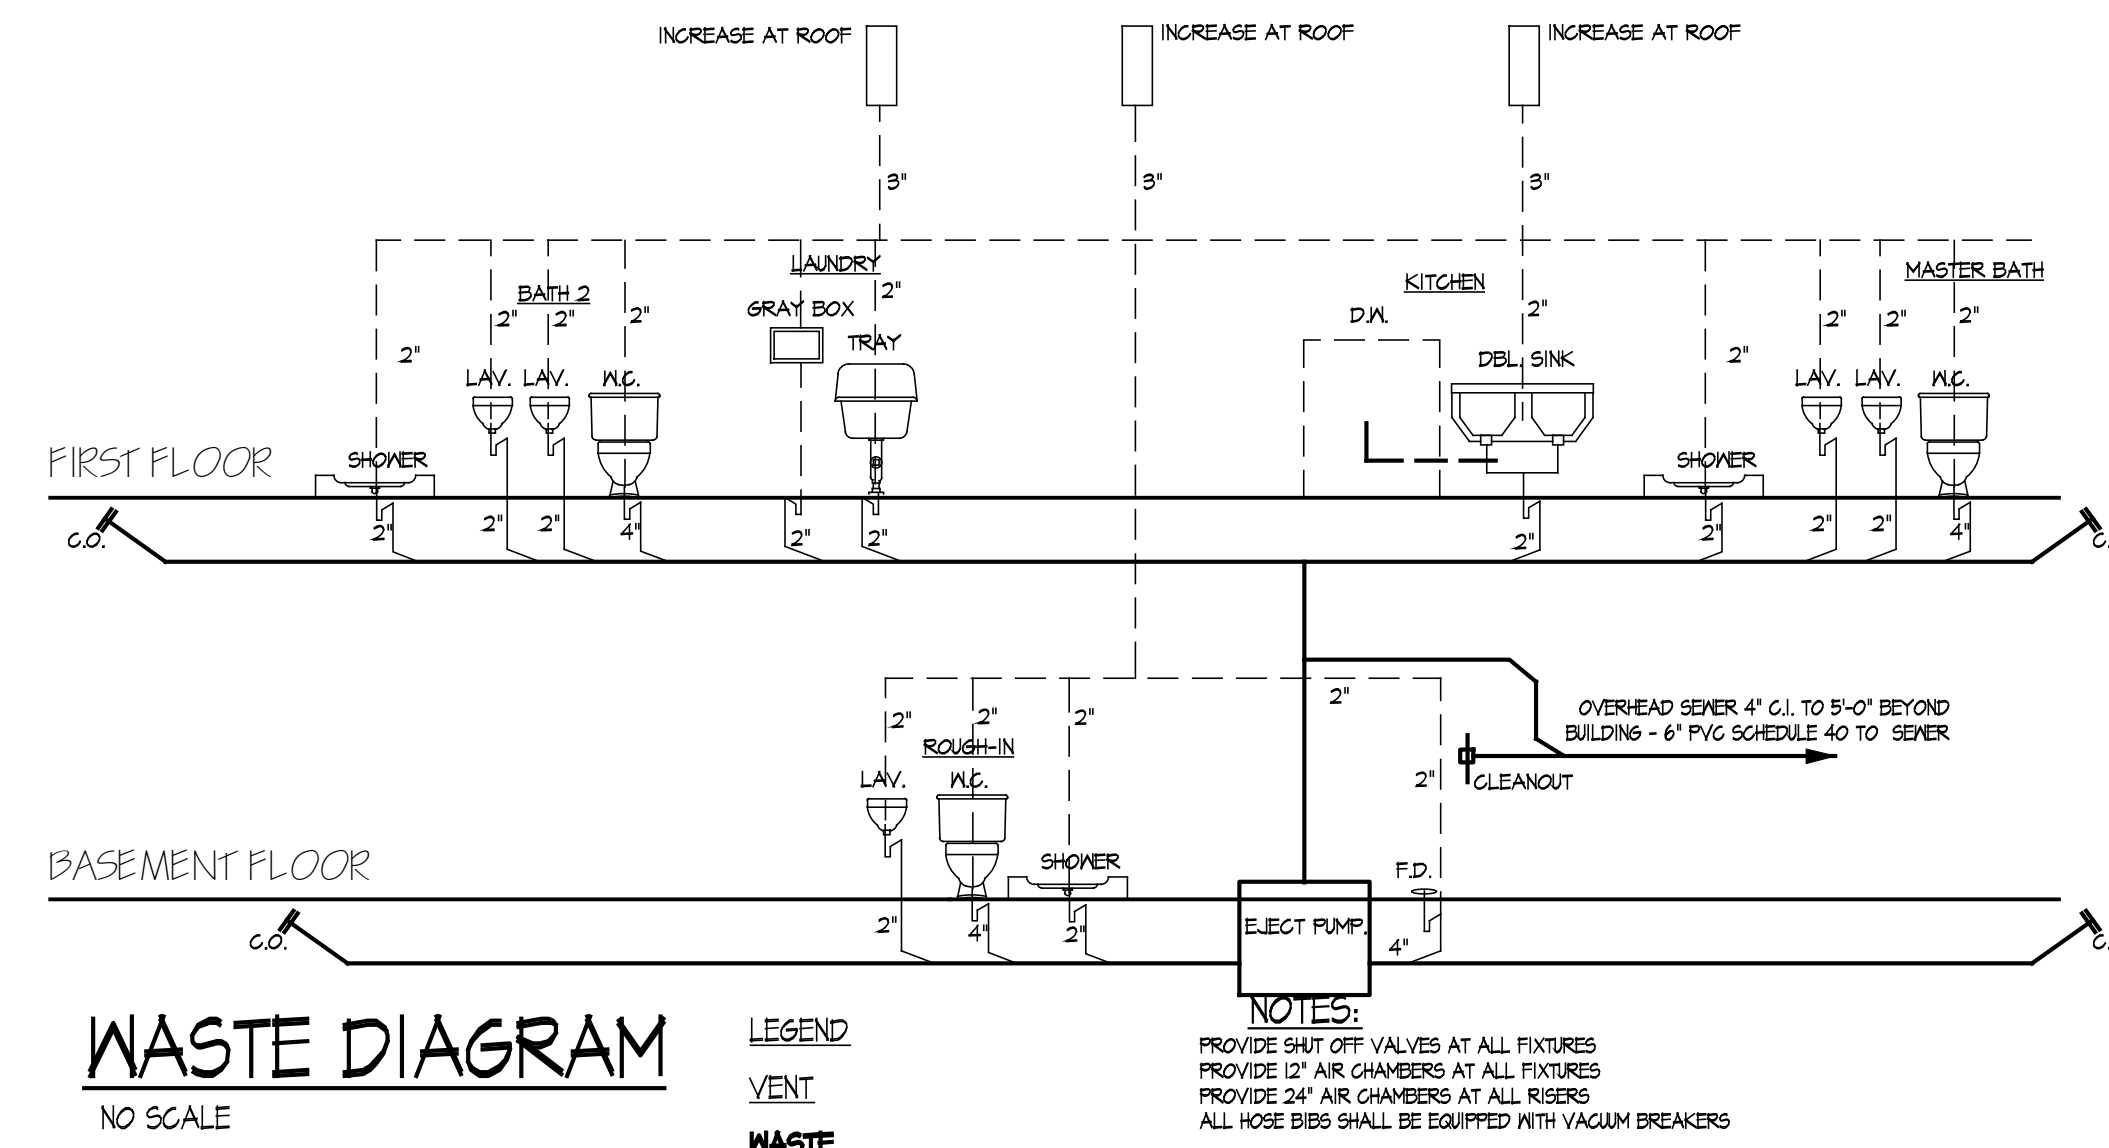 INCREASE AT ROOF
INCREASE AT ROOF
INCREASE AT ROOF
3"
3"
3"
LAUNDRY
MASTER BATH
KITCHEN
BATH 2
2"
GRAY BOX
2"
2"
2"
2"
D.W.
2"
2"
2"
TRAY
2"
DBL. SINK
2"
LAV.
LAV.
W.C.
LAV.
LAV.
W.C.
FIRST FLOOR
SHOWER
SHOWER
C.O.
2"
2"
2"
4"
2"
2"
2"
2"
2"
2"
4"
C.
2"
OVERHEAD SEWER 4" C.I. TO 5'-0" BEYOND
BUILDING - 6" PVC SCHEDULE 40 TO SEWER
2"
2"
2"
ROUGH-IN
LAV.
W.C.
2"
CLEANOUT
BASEMENT FLOOR
SHOWER
F.D.
C.O.
2"
4"
2"
EJECT PUMP.
4"
C.
WASTE DIAGRAM
NO SCALE
LEGEND
VENT
WASTE
NOTES:
PROVIDE SHUT OFF VALVES AT ALL FIXTURES
PROVIDE 12" AIR CHAMBERS AT ALL FIXTURES
PROVIDE 24" AIR CHAMBERS AT ALL RISERS
ALL HOSE BIBS SHALL BE EQUIPPED WITH VACUUM BREAKERS